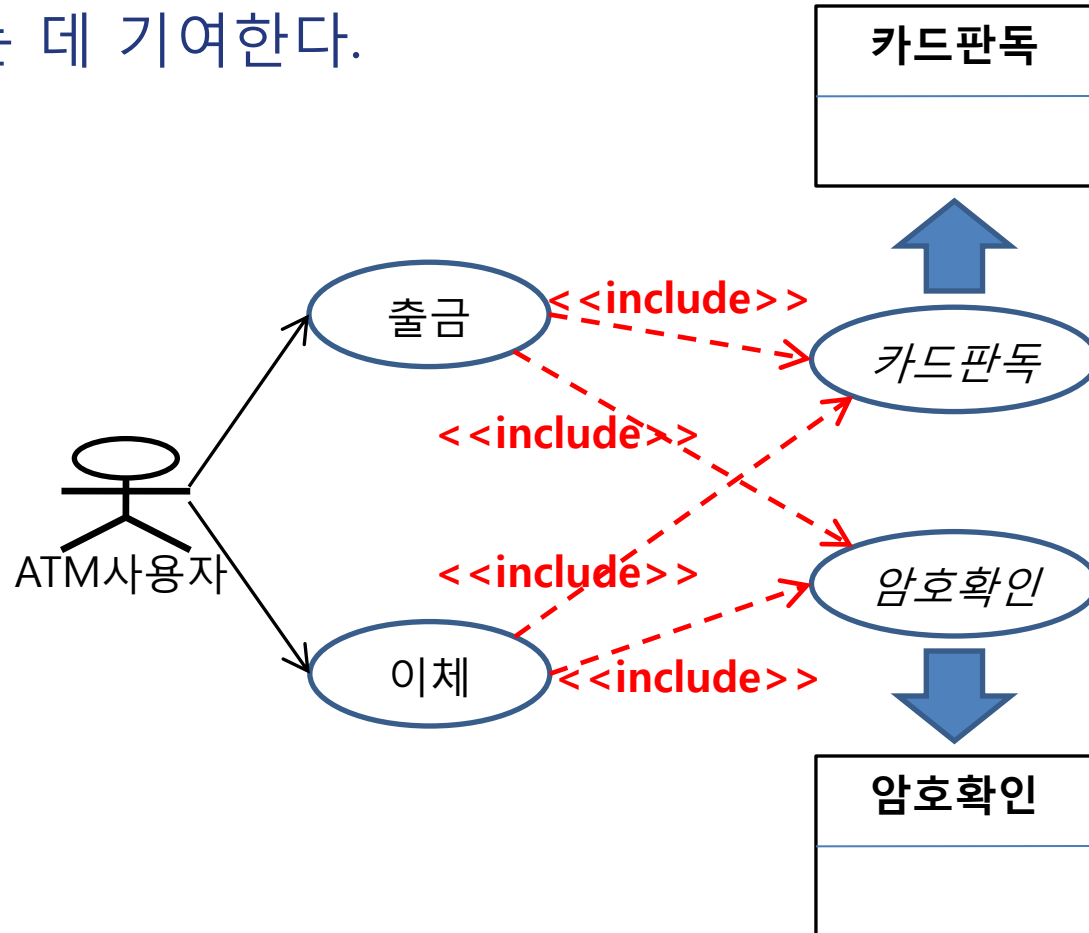 는 데 기여한다.
카드판독
출금
<<include>>
카드판독
<<include>>
ATM사용자
<<include>>
암호확인
이체
<<include>>
암호확인